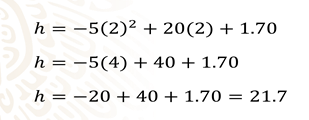 h = −5(2)² + 20(2) + 1.70
h = −5(4) + 40 + 1.70
h = −20 + 40 + 1.70 = 21.7